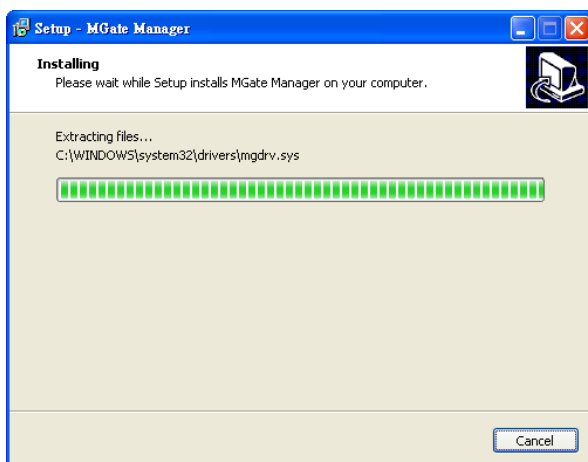 Setup - MGate Manager
Installing
Please wait while Setup installs MGate Manager on your computer.
Extracting files...
C:\WINDOWS\system32\drivers\mgdrv.sys
Cancel